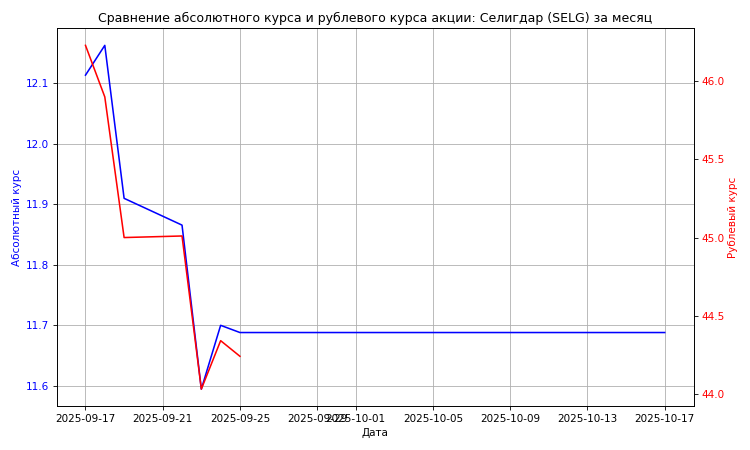 Сравнение абсолютного курса и рублевого курса акции: Селигдар (SELG) за месяц
12.1
12.0
11.9
11.8
11.7
11.6
Абсолютный курс
46.0
45.5
45.0
44.5
44.0
Рублевый курс
2025-09-17 2025-09-21 2025-09-25 2025-09-29 2025-10-01 2025-10-05 2025-10-09 2025-10-13 2025-10-17
Дата